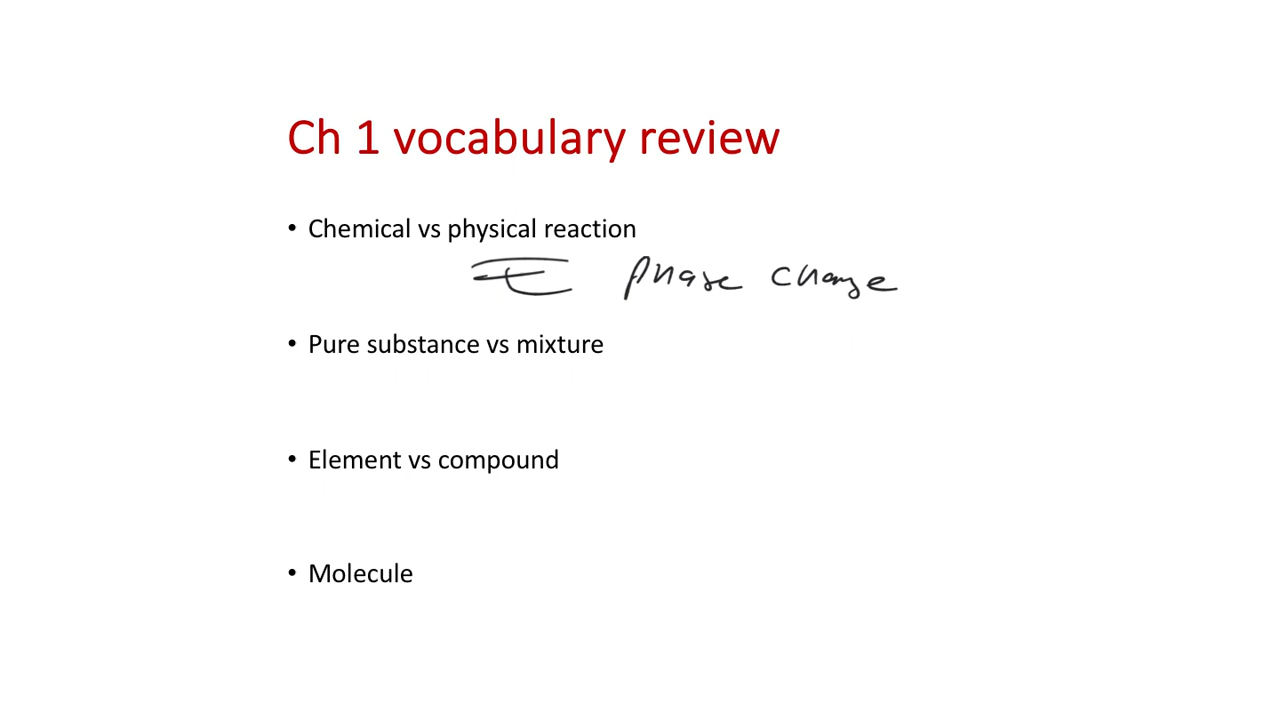 Ch 1 vocabulary review
• Chemical vs physical reaction
phase change
• Pure substance vs mixture
• Element vs compound
• Molecule